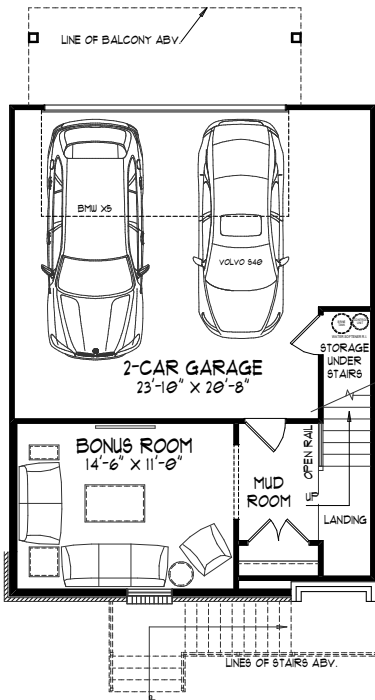 LINE OF BALCONY ABV.
BMW X5
VOLVO S40
2-CAR GARAGE
23'-10" X 20'-8"
STORAGE
UNDER
STAIRS
BONUS ROOM
14'-6" X 11'-0"
OPEN RAIL
MUD
ROOM
UP
LANDING
LINES OF STAIRS ABV.